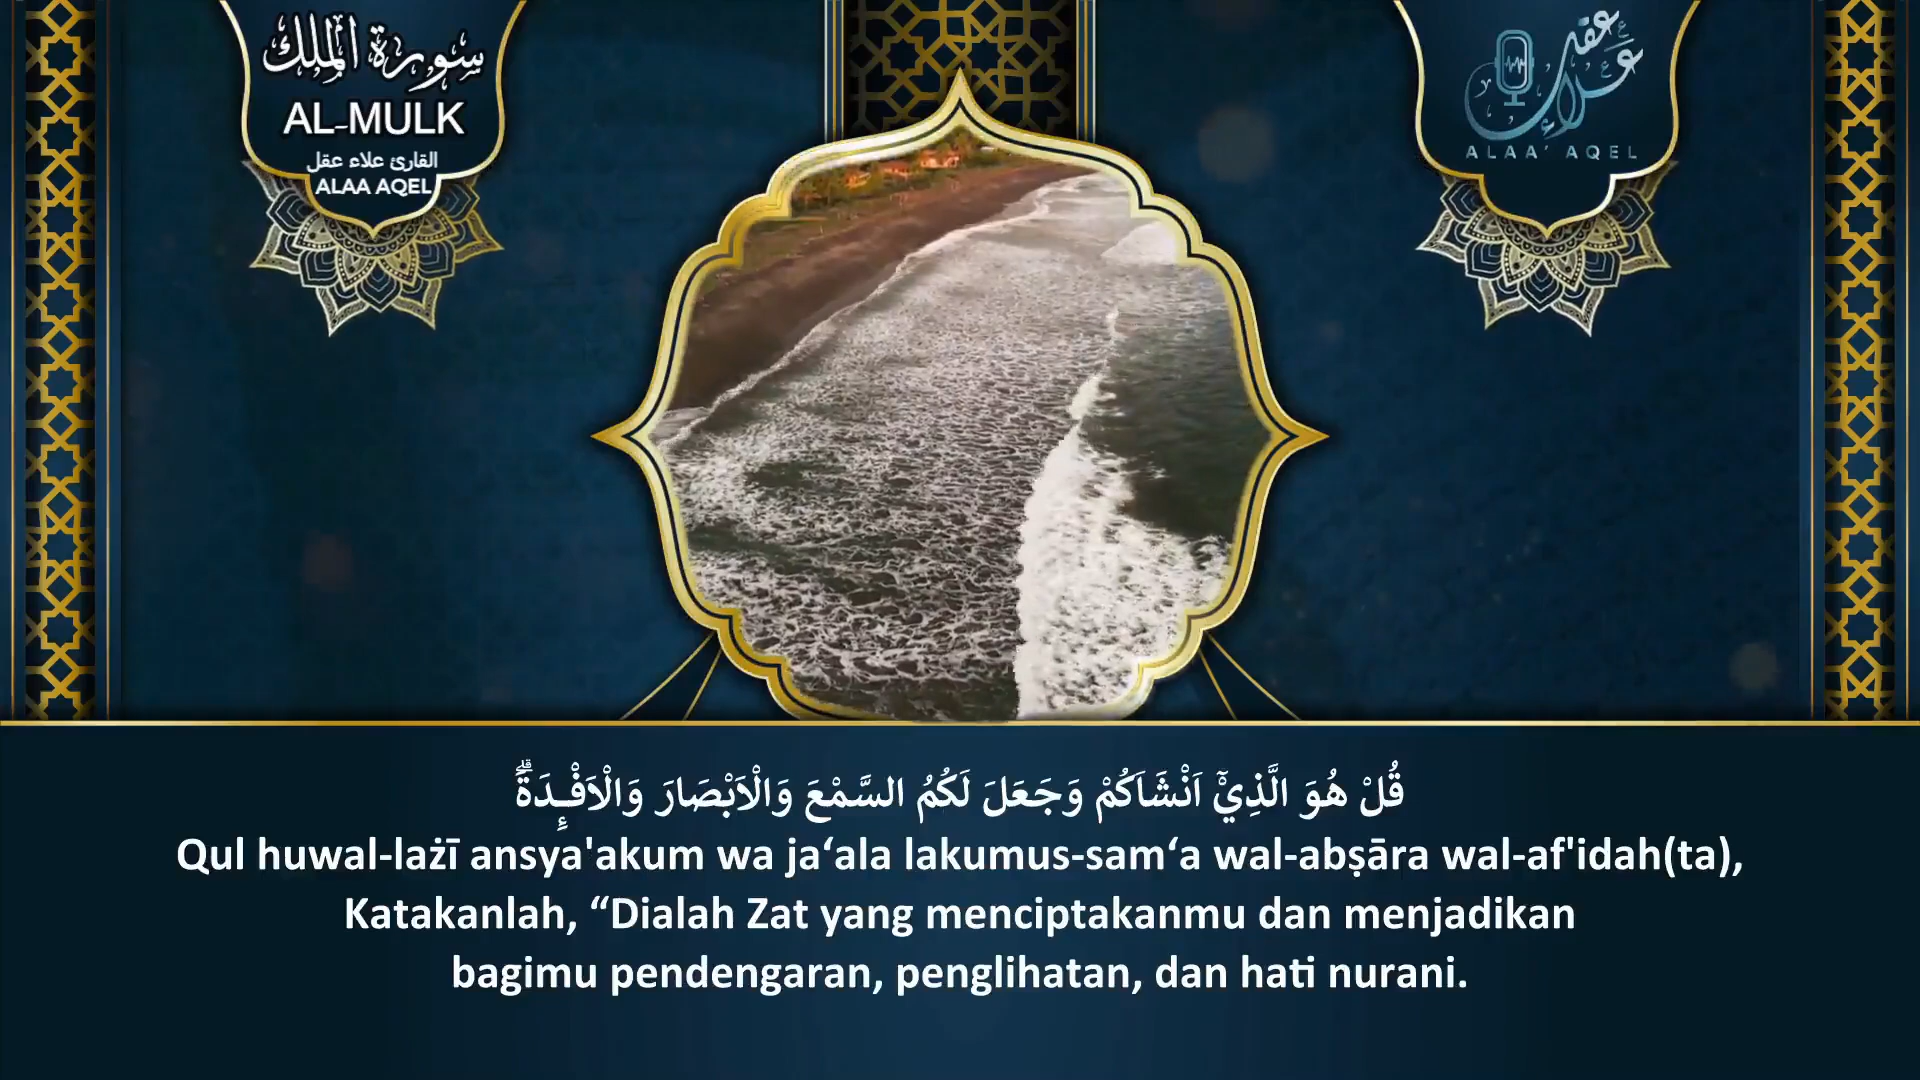 سورة الملك
AL-MULK
القارئ علاء عقل
ALAA AQEL
علاء عقل
ALAA' AQEL
قُلْ هُوَ الَّذِيْٓ اَنْشَاَكُمْ وَجَعَلَ لَكُمُ السَّمْعَ وَالْاَبْصَارَ وَالْاَفْـِٕدَةَۗ
Qul huwal-lażī ansya'akum wa ja‘ala lakumus-sam‘a wal-abṣāra wal-af'idah(ta),
Katakanlah, “Dialah Zat yang menciptakanmu dan menjadikan
bagimu pendengaran, penglihatan, dan hati nurani.